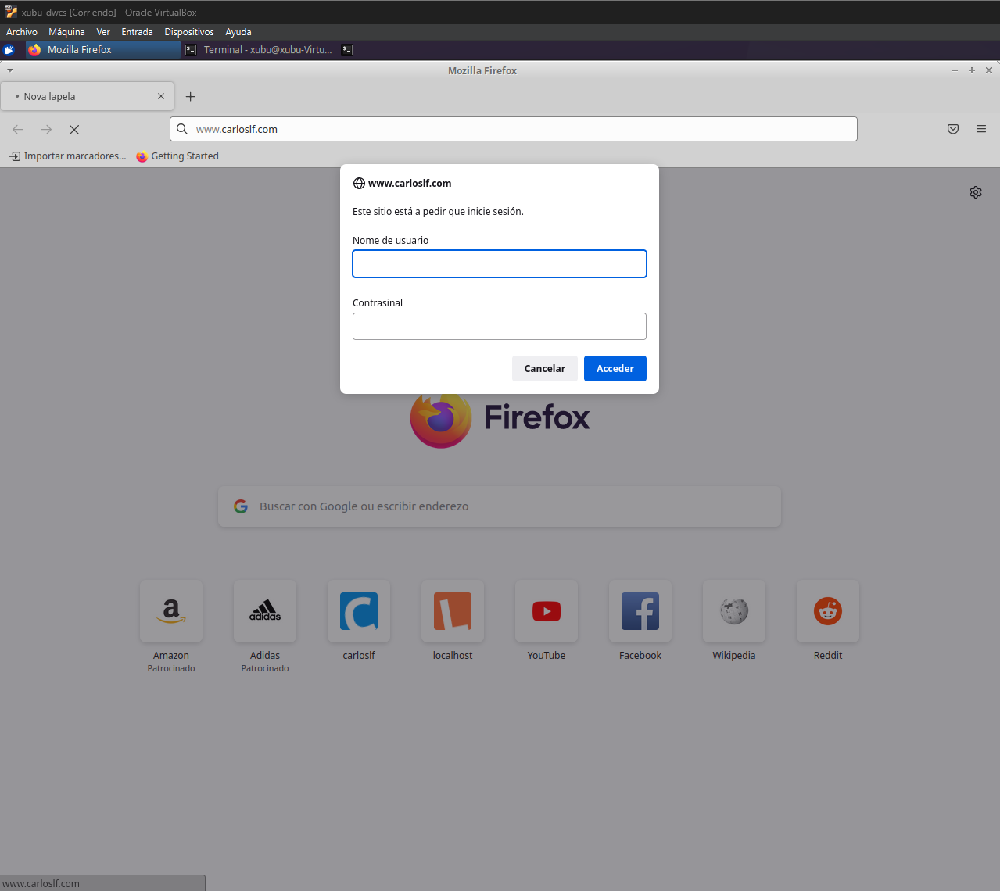 xubu-dwcs [Corriendo] - Oracle VirtualBox
Archivo Máquina Ver Entrada Dispositivos Ayuda
Mozilla Firefox Terminal - xubu@xubu-Virtu...
Mozilla Firefox
Nova lapela
www.carloslf.com
Importar marcadores... Getting Started
www.carloslf.com
Este sitio está a pedir que inicie sesión.
Nome de usuario
Contrasinal
Cancelar Acceder
Firefox
Buscar con Google ou escribir enderezo
adidas
Amazon Adidas carloslf localhost YouTube Facebook Wikipedia Reddit
Patrocinado Patrocinado
www.carloslf.com